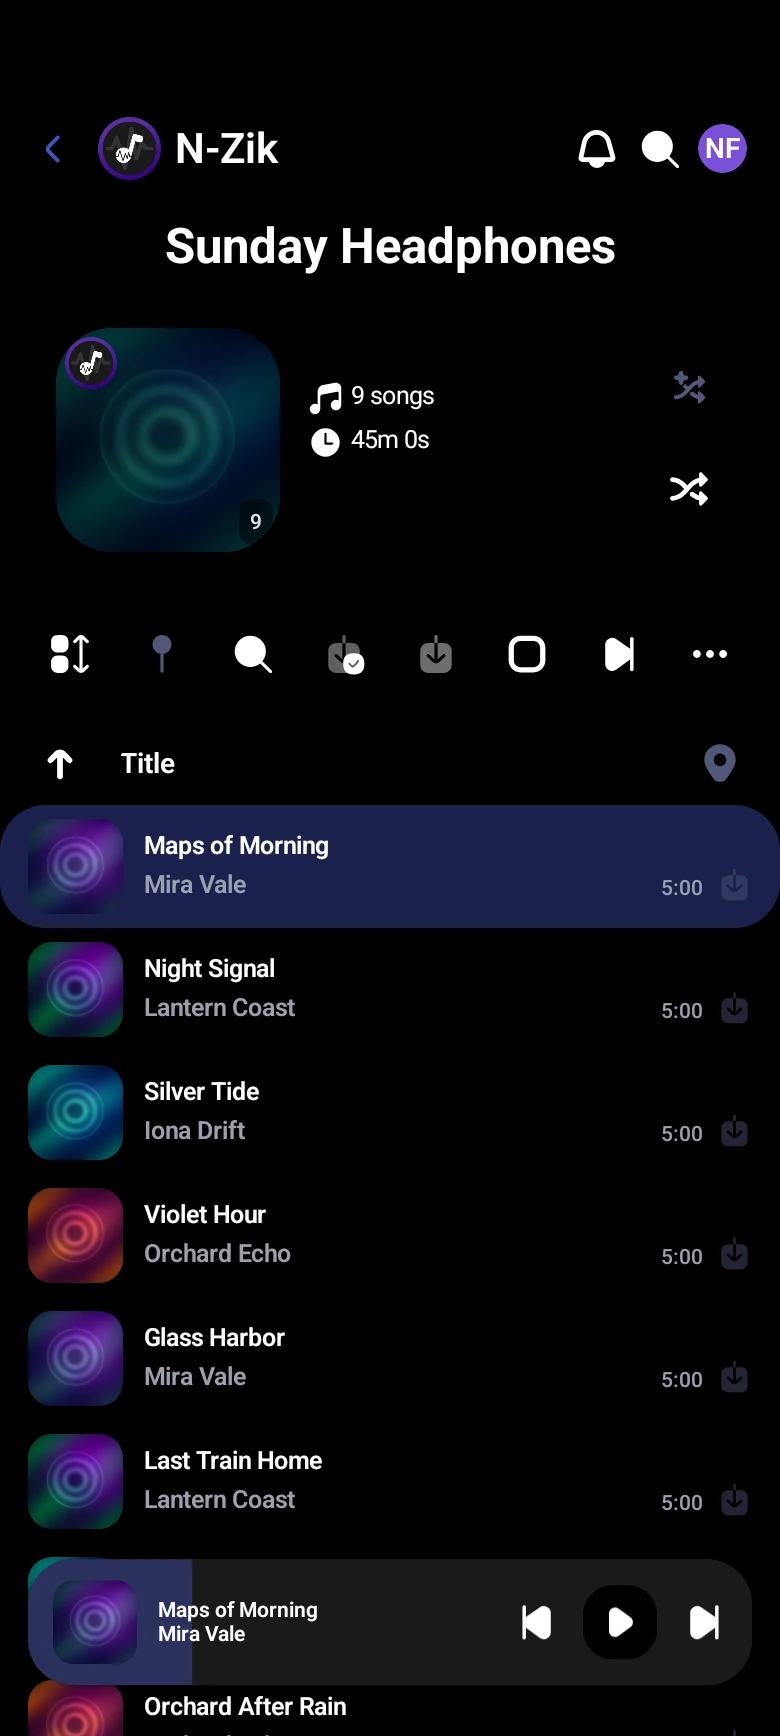 N-Zik
NF
Sunday Headphones
9 songs
45m 0s
9
Title
Maps of Morning
Mira Vale
5:00
Night Signal
Lantern Coast
5:00
Silver Tide
Iona Drift
5:00
Violet Hour
Orchard Echo
5:00
Glass Harbor
Mira Vale
5:00
Last Train Home
Lantern Coast
5:00
Maps of Morning
Mira Vale
Orchard After Rain